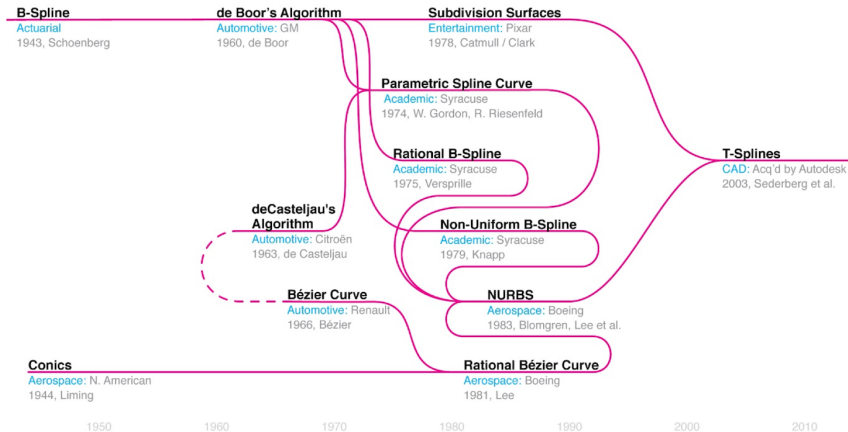 B-Spline
Actuarial
1943, Schoenberg
de Boor's Algorithm
Automotive: GM
1960, de Boor
Subdivision Surfaces
Entertainment: Pixar
1978, Catmull / Clark
Parametric Spline Curve
Academic: Syracuse
1974, W. Gordon, R. Riesenfeld
Rational B-Spline
Academic: Syracuse
1975, Versprille
T-Splines
CAD: Acq'd by Autodesk
2003, Sederberg et al.
deCasteljau's
Algorithm
Automotive: Citroën
1963, de Casteljau
Non-Uniform B-Spline
Academic: Syracuse
1979, Knapp
Bézier Curve
Automotive: Renault
1966, Bézier
NURBS
Aerospace: Boeing
1983, Blomgren, Lee et al.
Conics
Aerospace: N. American
1944, Liming
Rational Bézier Curve
Aerospace: Boeing
1981, Lee
1950
1960
1970
1980
1990
2000
2010